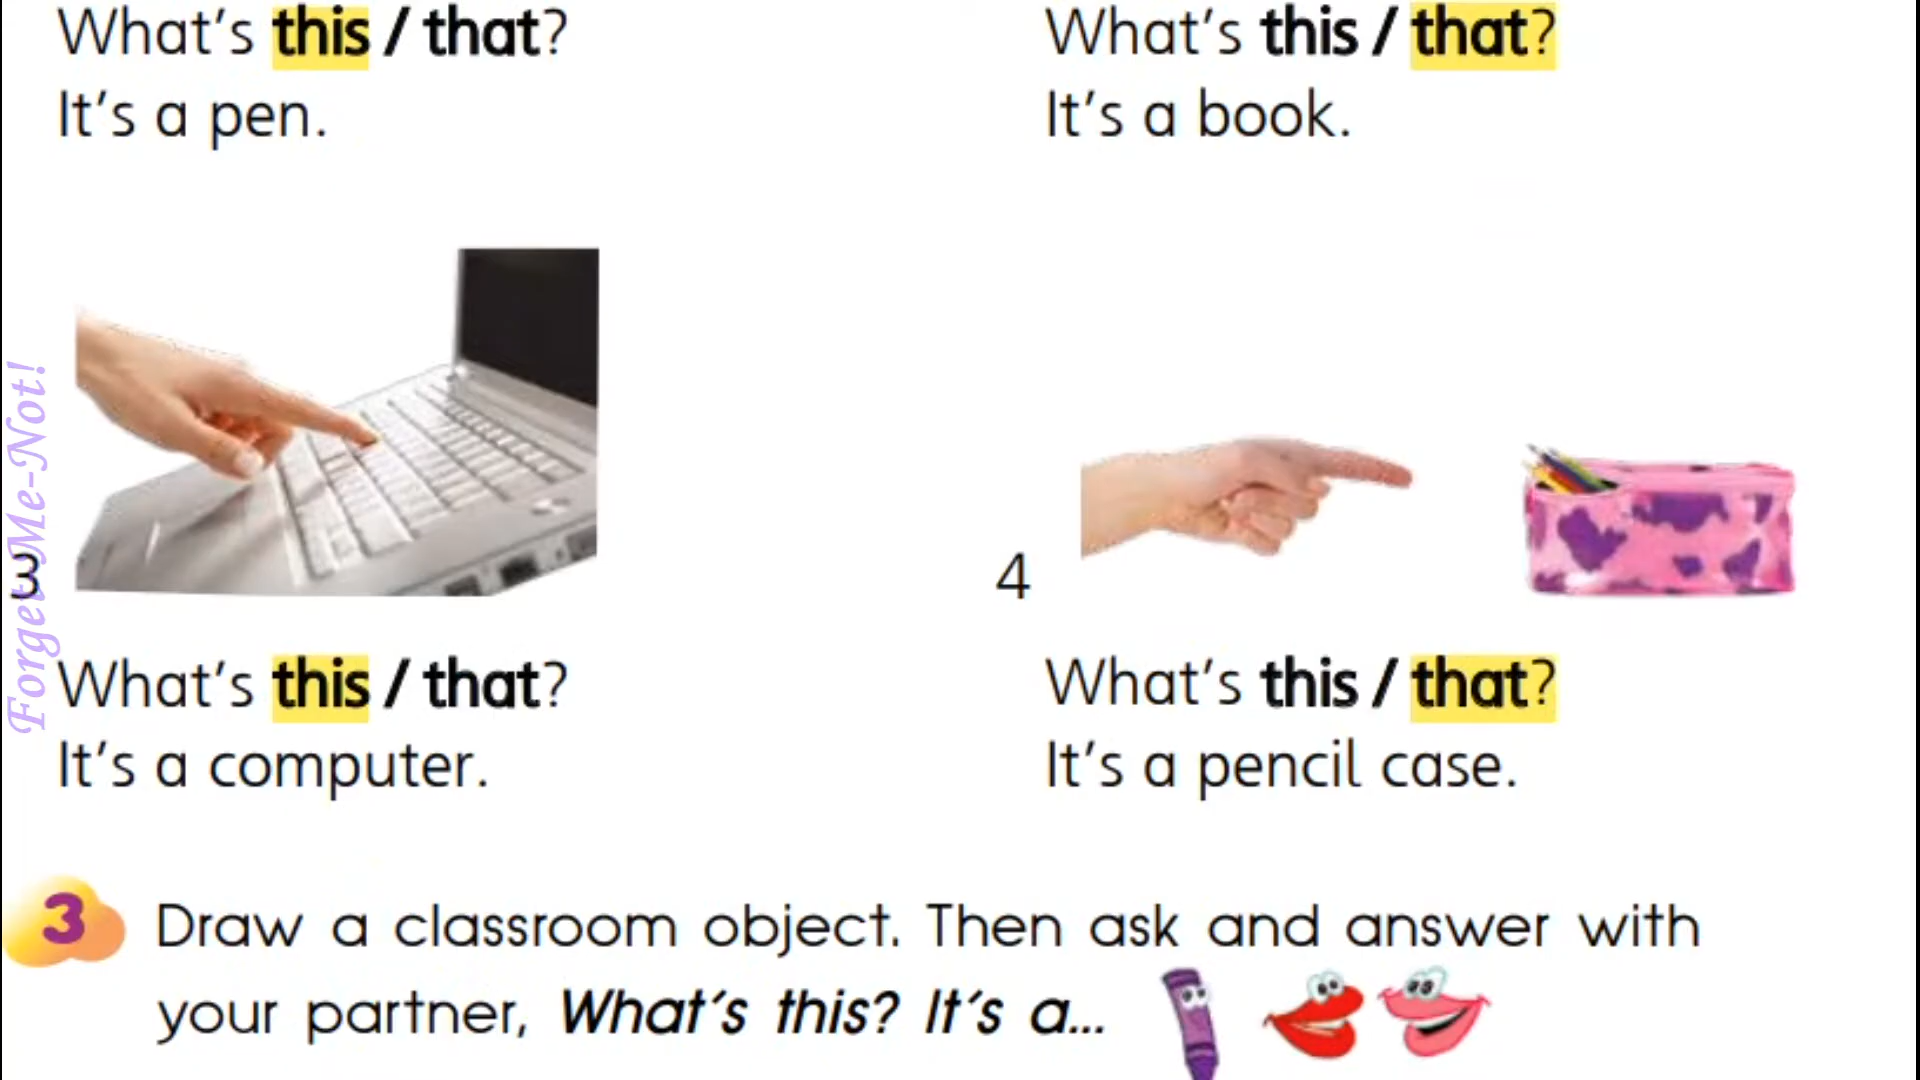 What's this / that?
It's a pen.
What's this / that?
It's a book.
Forget-Me-Not!
3
4
What's this / that?
It's a computer.
What's this / that?
It's a pencil case.
3 Draw a classroom object. Then ask and answer with
your partner, What's this? It's a...